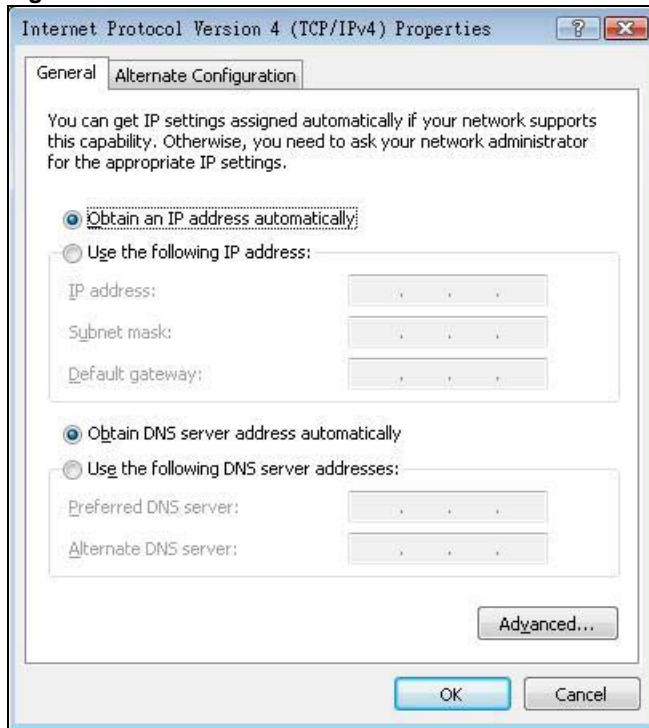 Internet Protocol Version 4 (TCP/IPv4) Properties
General
Alternate Configuration
You can get IP settings assigned automatically if your network supports
this capability. Otherwise, you need to ask your network administrator
for the appropriate IP settings.
Obtain an IP address automatically
Use the following IP address:
IP address:
Subnet mask:
Default gateway:
Obtain DNS server address automatically
Use the following DNS server addresses:
Preferred DNS server:
Alternate DNS server:
Advanced...
OK
Cancel